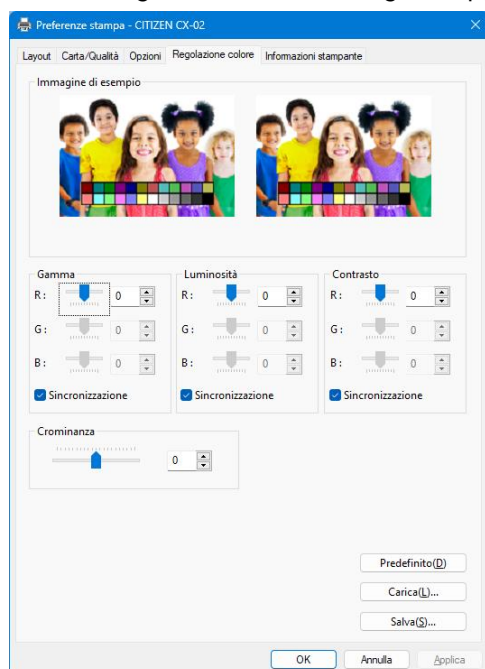 Preferenze stampa - CITIZEN CX-02
Layout Carta/Qualità Opzioni Regolazione colore Informazioni stampante
Immagine di esempio
Gamma Luminosità Contrasto
R: 0 R: 0 R: 0
G: 0 G: 0 G: 0
B: 0 B: 0 B: 0
Sincronizzazione Sincronizzazione Sincronizzazione
Crominanza
0
Predefinito(D)
Carica(L)...
Salva(S)...
OK Annulla Applica